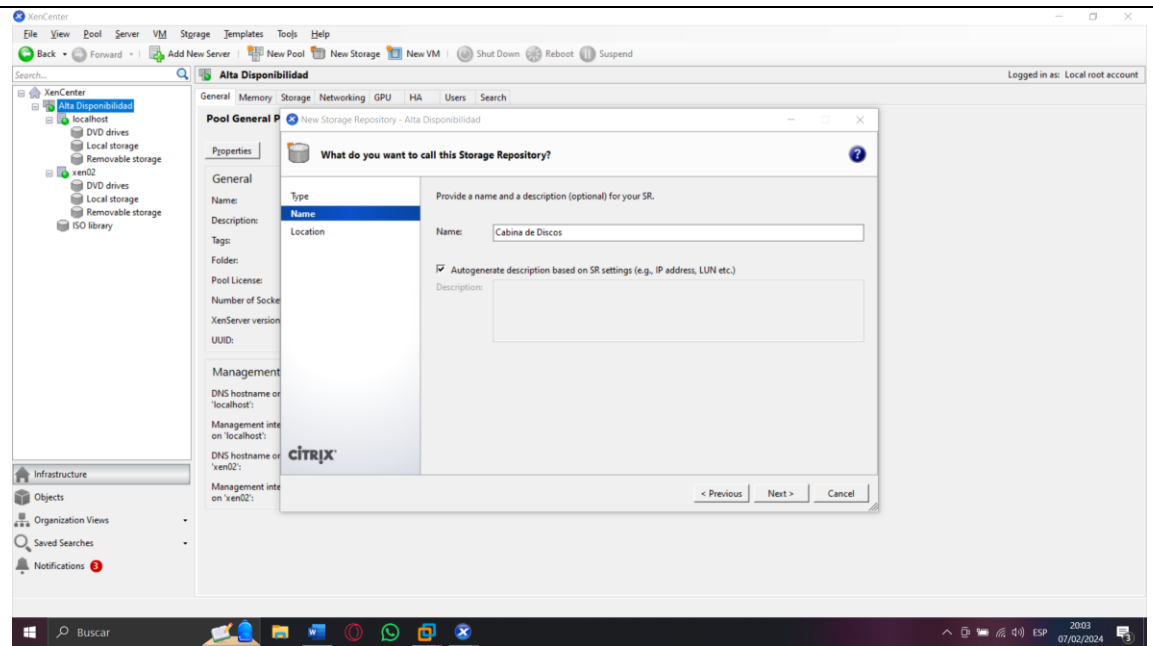 XenCenter
File View Pool Server VM Storage Templates Tools Help
Back Forward Add New Server New Pool New Storage New VM Shut Down Reboot Suspend
Search...
Alta Disponibilidad
Logged in as: Local root account
XenCenter
Alta Disponibilidad
localhost
DVD drives
Local storage
Removable storage
xen02
DVD drives
Local storage
Removable storage
ISO library
General Memory Storage Networking GPU HA Users Search
Pool General P
Properties
General
Name:
Description:
Tags:
Folder:
Pool License:
Number of Socke
XenServer version
UUID:
Management
DNS hostname or
'localhost':
Management inte
on 'localhost':
DNS hostname or
'xen02':
Management inte
on 'xen02':
New Storage Repository - Alta Disponibilidad
What do you want to call this Storage Repository?
Type
Name
Location
CITRIX
Provide a name and a description (optional) for your SR.
Name: Cabina de Discos
Autogenerate description based on SR settings (e.g., IP address, LUN etc.)
Description:
< Previous Next > Cancel
Infrastructure
Objects
Organization Views
Saved Searches
Notifications 3
Buscar
ESP
20:03
07/02/2024
3